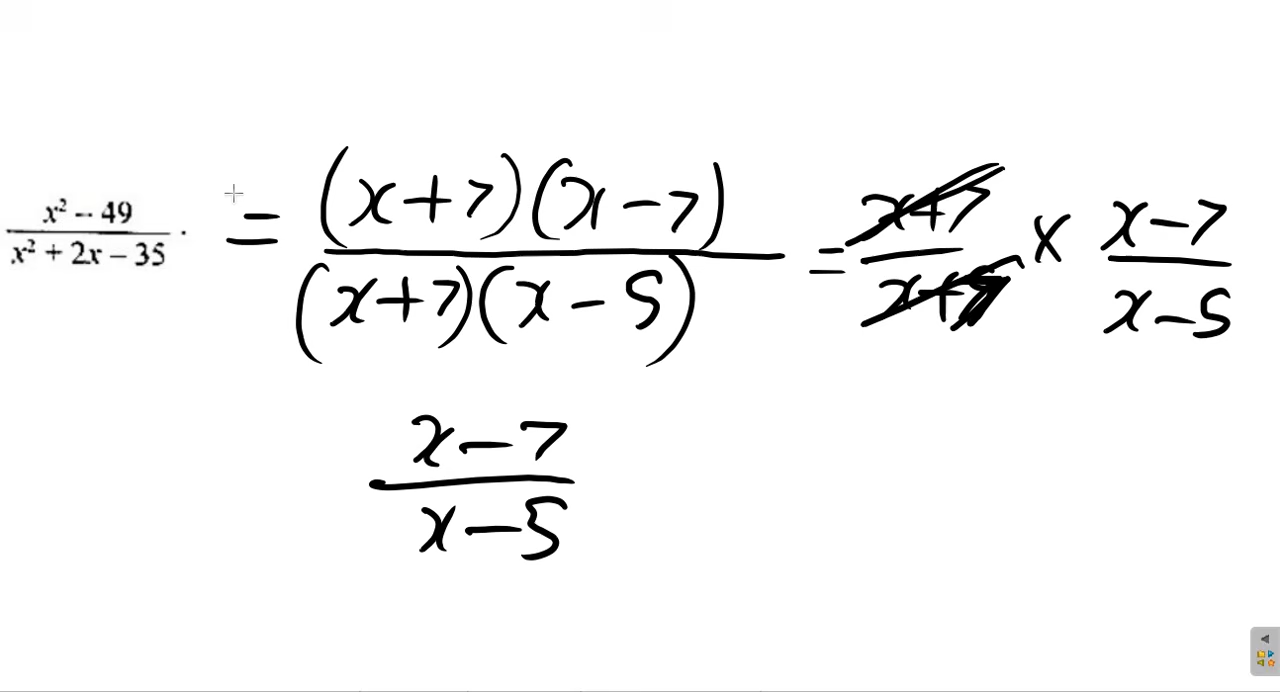 x² - 49 / x² + 2x - 35 . = (x+7)(x-7) / (x+7)(x-5) = x+7 / x+7 × x-7 / x-5
x-7 / x-5